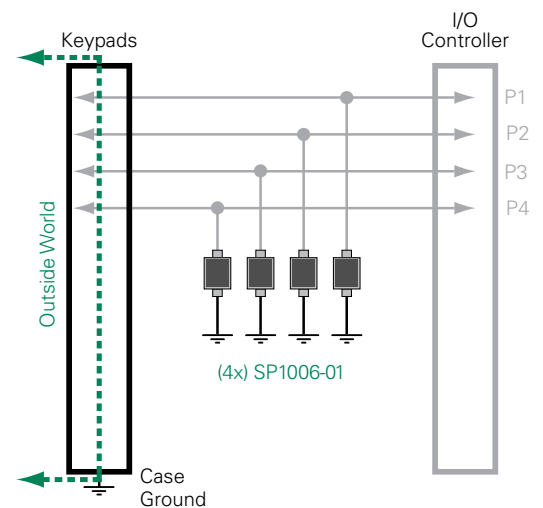 I/O
Controller
Keypads
P1
P2
P3
P4
Outside World
(4x) SP1006-01
Case
Ground